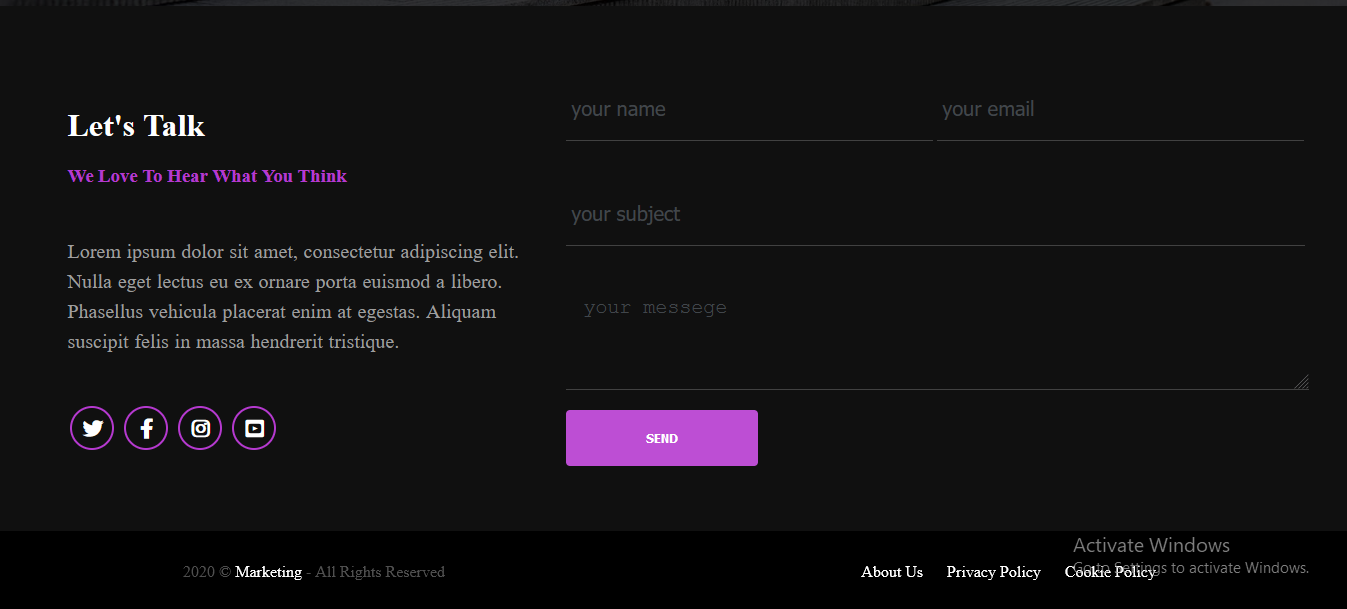 Let's Talk
We Love To Hear What You Think
Lorem ipsum dolor sit amet, consectetur adipiscing elit.
Nulla eget lectus eu ex ornare porta euismod a libero.
Phasellus vehicula placerat enim at egestas. Aliquam
suscipit felis in massa hendrerit tristique.
your name
your email
your subject
your messege
SEND
2020 © Marketing - All Rights Reserved
About Us
Privacy Policy
Cookie Policy
Activate Windows
Go to Settings to activate Windows.